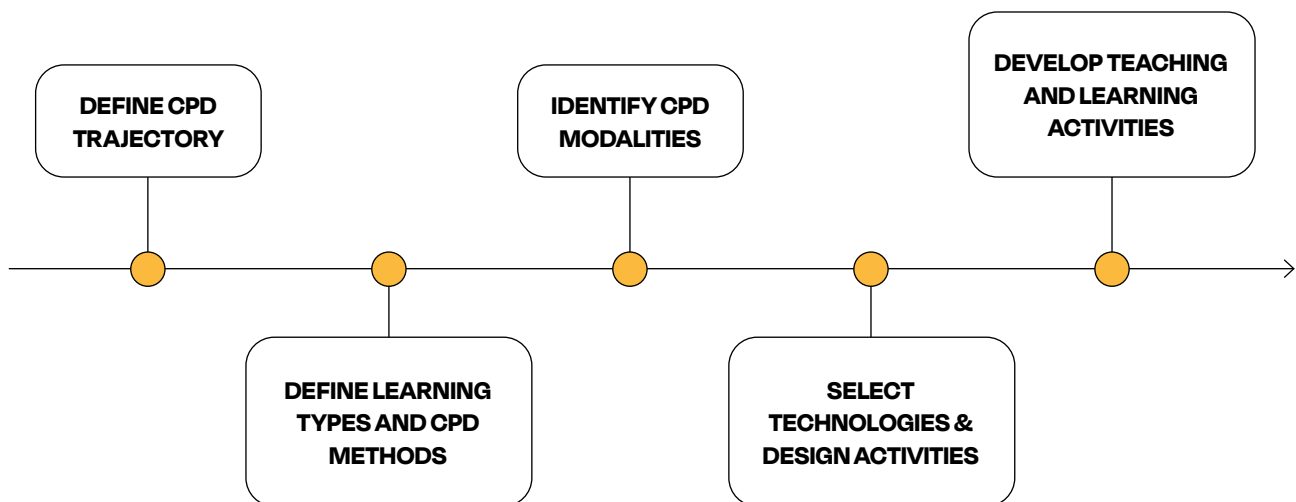 DEFINE CPD
TRAJECTORY
DEFINE LEARNING
TYPES AND CPD
METHODS
IDENTIFY CPD
MODALITIES
SELECT
TECHNOLOGIES &
DESIGN ACTIVITIES
DEVELOP TEACHING
AND LEARNING
ACTIVITIES